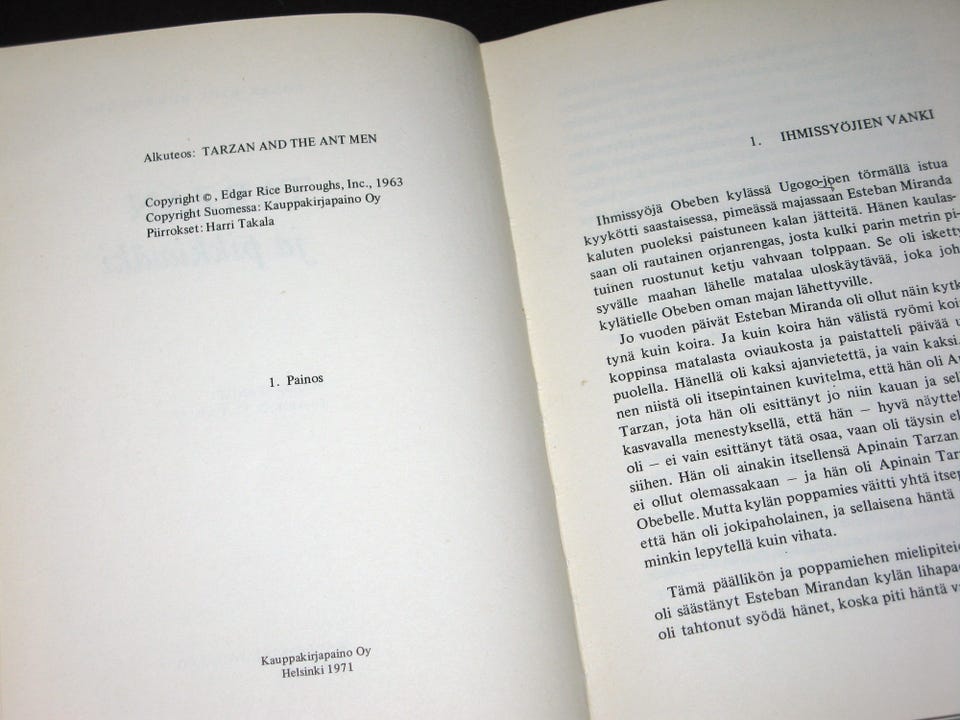 Alkuteos: TARZAN AND THE ANT MEN
Copyright ©, Edgar Rice Burroughs, Inc., 1963
Copyright Suomessa: Kauppakirjapaino Oy
Piirrokset: Harri Takala
1. Painos
Kauppakirjapaino Oy
Helsinki 1971
1. IHMISSYÖJIEN VANKI
Ihmissyöjä Obeben kylässä Ugogo-joen törmällä istua
kyykötti saastaisessa, pimeässä majassaan Esteban Miranda
kaluten puoleksi paistuneen kalan jätteitä. Hänen kaulas-
saan oli rautainen orjanrengas, josta kulki parin metrin pi-
tuinen ruostunut ketju vahvaan tolppaan. Se oli iskett
syvälle maahan lähelle matalaa uloskäytävää, joka joh
kylätielle Obeben oman majan lähettyville.
Jo vuoden päivät Esteban Miranda oli ollut näin kytk
tynä kuin koira. Ja kuin koira hän välistä ryömi koi
koppinsa matalasta oviaukosta ja paistatteli päivää u
puolella. Hänellä oli kaksi ajanvietettä, ja vain kaksi.
nen niistä oli itsepintainen kuvitelma, että hän oli Ap
Tarzan, jota hän oli esittänyt jo niin kauan ja sel
kasvavalla menestyksellä, että hän – hyvä näyttel
oli – ei vain esittänyt tätä osaa, vaan oli täysin el
siihen. Hän oli ainakin itsellensä Apinain Tarzan
ei ollut olemassakaan – ja hän oli Apinain Tar
Obebelle. Mutta kylän poppamies väitti yhtä itsep
että hän oli jokipaholainen, ja sellaisena häntä
minkin lepytellä kuin vihata.
Tämä päällikön ja poppamiehen mielipitei
oli säästänyt Esteban Mirandan kylän lihapa
oli tahtonut syödä hänet, koska piti häntä va